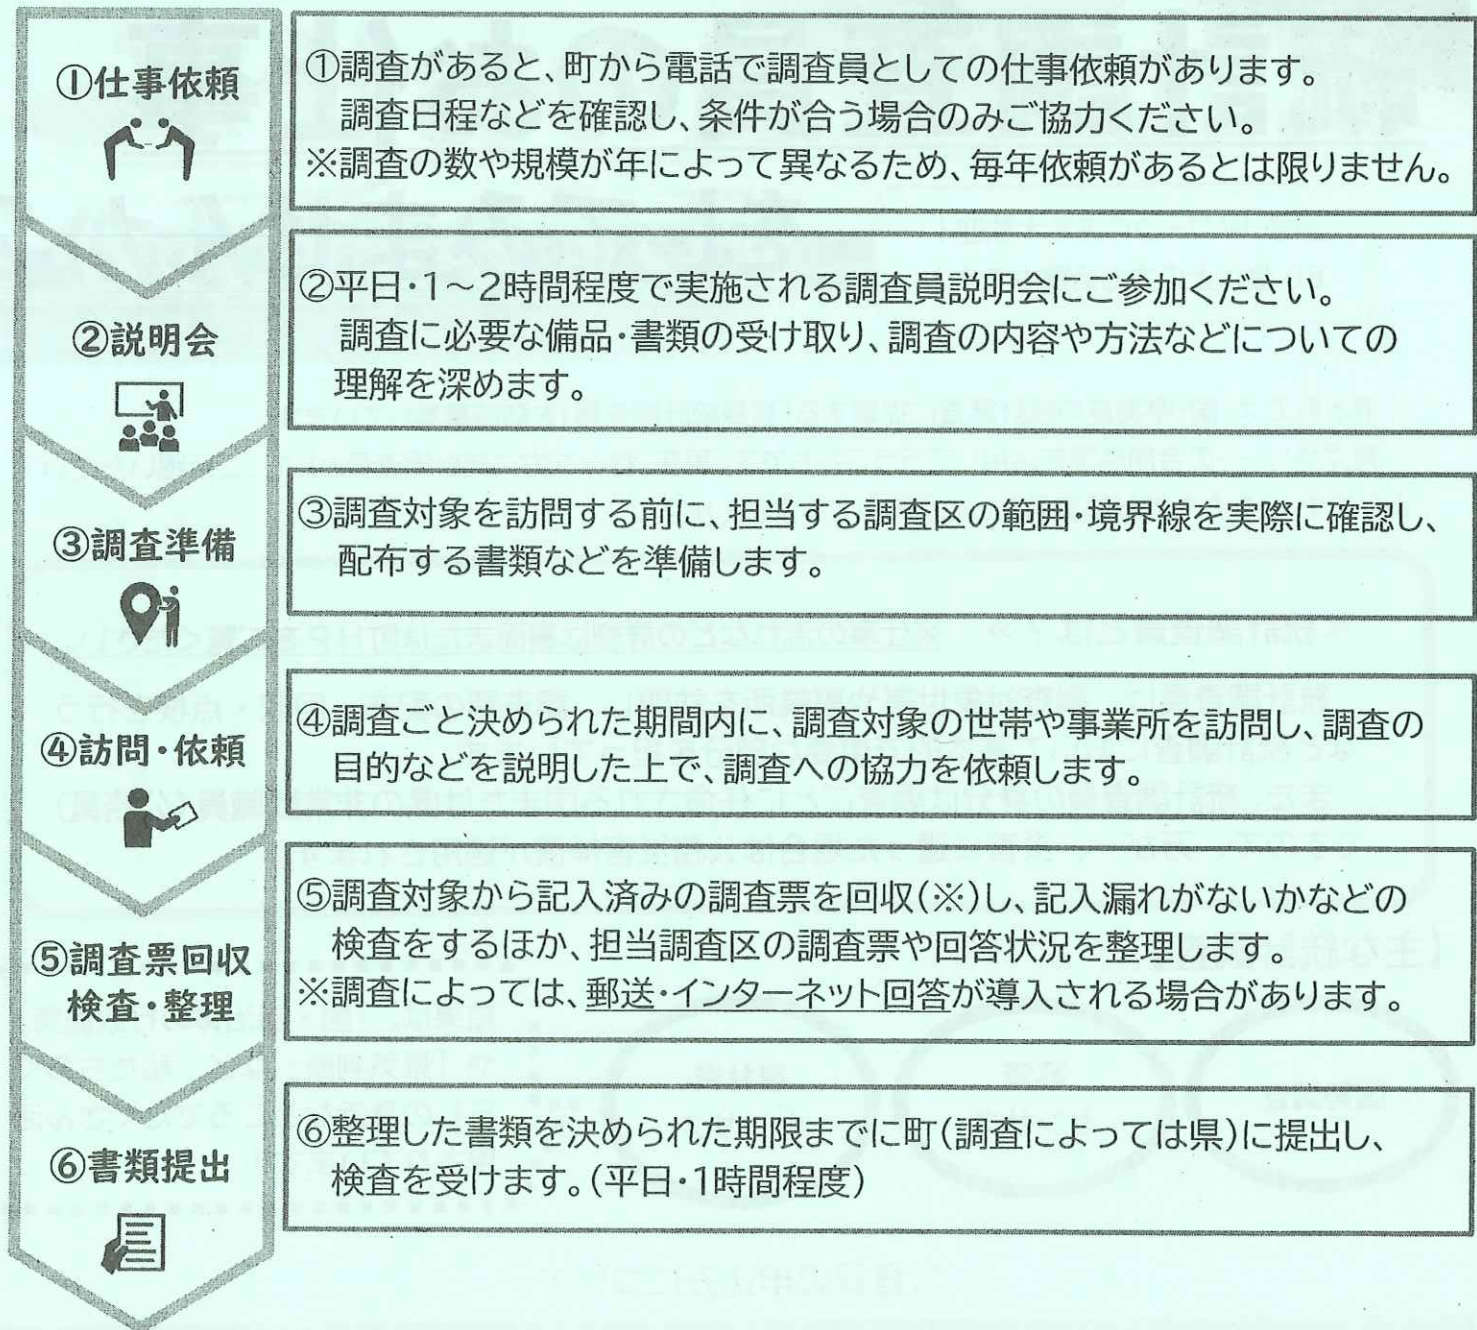 ①仕事依頼
①調査があると、町から電話で調査員としての仕事依頼があります。
調査日程などを確認し、条件が合う場合のみご協力ください。
※調査の数や規模が年によって異なるため、毎年依頼があるとは限りません。
②説明会
②平日・1～2時間程度で実施される調査員説明会にご参加ください。
調査に必要な備品・書類の受け取り、調査の内容や方法などについての
理解を深めます。
③調査準備
③調査対象を訪問する前に、担当する調査区の範囲・境界線を実際に確認し、
配布する書類などを準備します。
④訪問・依頼
④調査ごと決められた期間内に、調査対象の世帯や事業所を訪問し、調査の
目的などを説明した上で、調査への協力を依頼します。
⑤調査票回収
検査・整理
⑤調査対象から記入済みの調査票を回収(※)し、記入漏れがないかなどの
検査をするほか、担当調査区の調査票や回答状況を整理します。
※調査によっては、郵送・インターネット回答が導入される場合があります。
⑥書類提出
⑥整理した書類を決められた期限までに町(調査によっては県)に提出し、
検査を受けます。(平日・1時間程度)